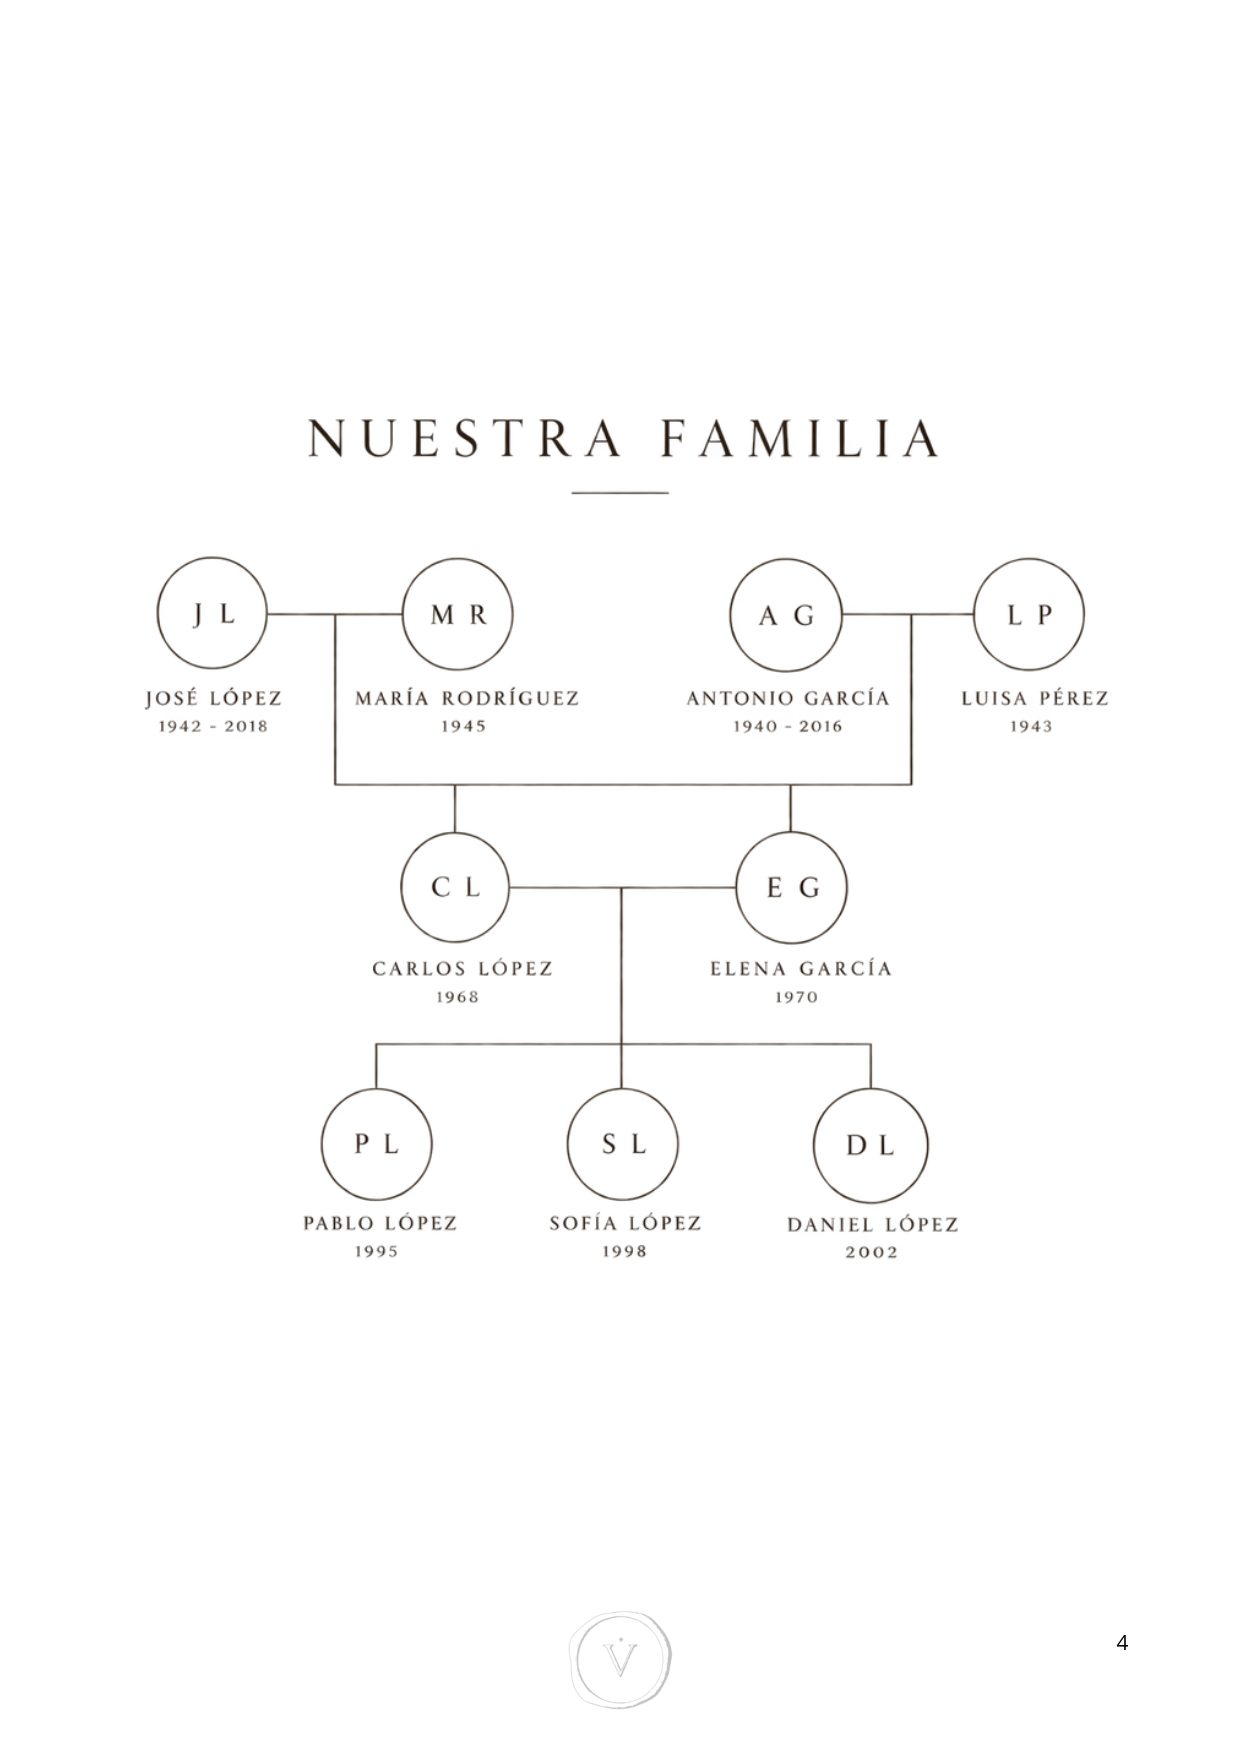 NUESTRA FAMILIA
J L
M R
A G
L P
JOSÉ LÓPEZ
MARÍA RODRÍGUEZ
ANTONIO GARCÍA
LUISA PÉREZ
1942 - 2018
1945
1940 - 2016
1943
C L
E G
CARLOS LÓPEZ
ELENA GARCÍA
1968
1970
P L
S L
D L
PABLO LÓPEZ
SOFÍA LÓPEZ
DANIEL LÓPEZ
1995
1998
2002
V
4